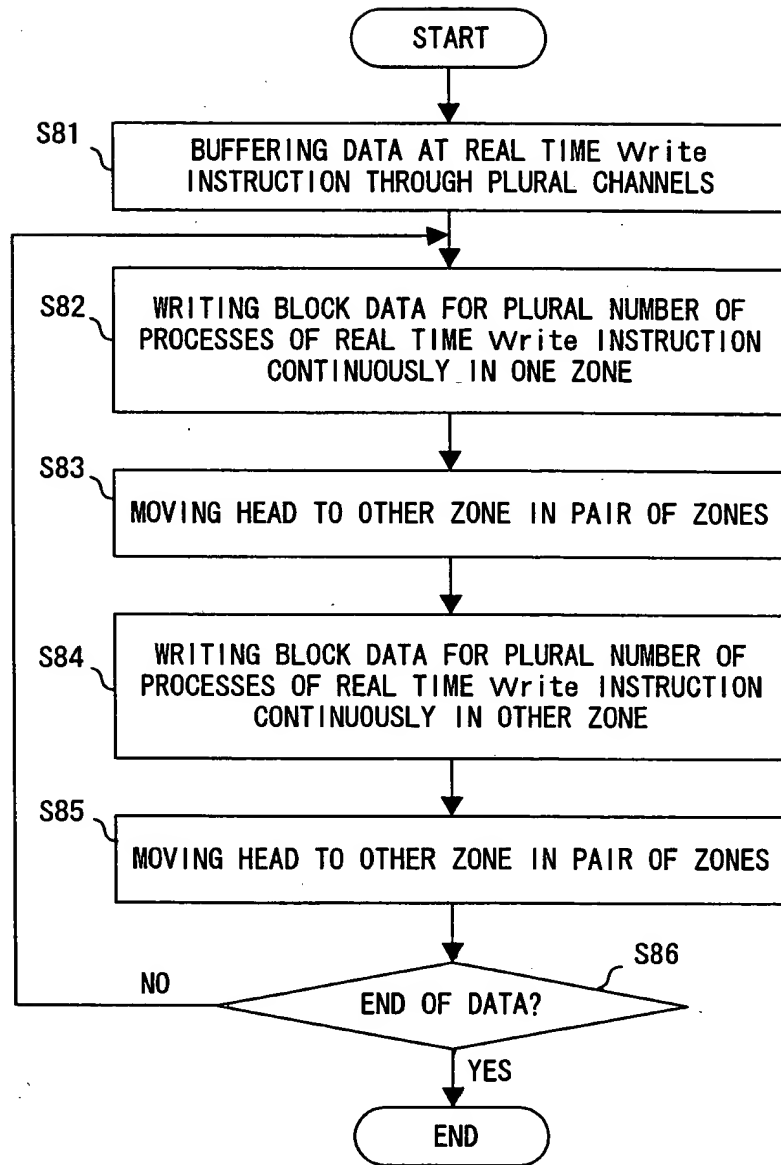 START
S81
BUFFERING DATA AT REAL TIME Write
INSTRUCTION THROUGH PLURAL CHANNELS
S82
WRITING BLOCK DATA FOR PLURAL NUMBER OF
PROCESSES OF REAL TIME Write INSTRUCTION
CONTINUOUSLY IN ONE ZONE
S83
MOVING HEAD TO OTHER ZONE IN PAIR OF ZONES
S84
WRITING BLOCK DATA FOR PLURAL NUMBER OF
PROCESSES OF REAL TIME Write INSTRUCTION
CONTINUOUSLY IN OTHER ZONE
S85
MOVING HEAD TO OTHER ZONE IN PAIR OF ZONES
S86
NO
END OF DATA?
YES
END